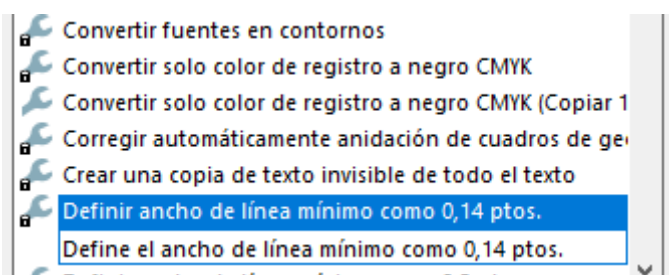 Convertir fuentes en contornos
Convertir solo color de registro a negro CMYK
Convertir solo color de registro a negro CMYK (Copiar 1
Corregir automáticamente anidación de cuadros de geo
Crear una copia de texto invisible de todo el texto
Definir ancho de línea mínimo como 0,14 ptos.
Define el ancho de línea mínimo como 0,14 ptos.